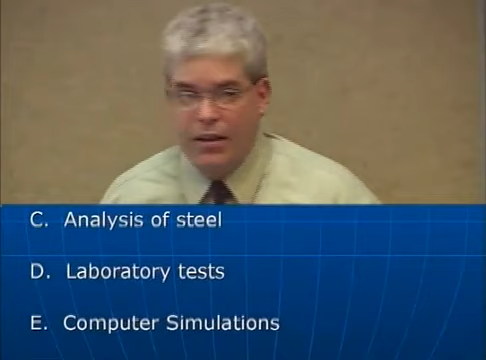 C. Analysis of steel
D. Laboratory tests
E. Computer Simulations